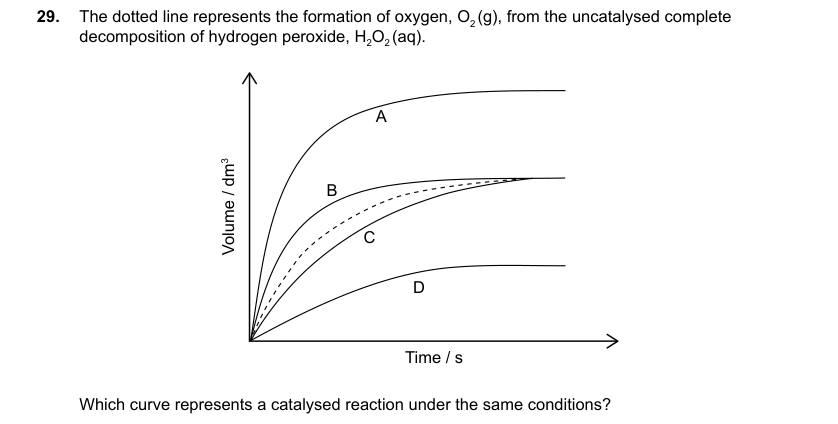 29. The dotted line represents the formation of oxygen, O₂(g), from the uncatalysed complete
decomposition of hydrogen peroxide, H₂O₂(aq).
A
B
Volume / dm³
C
D
Time / s
Which curve represents a catalysed reaction under the same conditions?